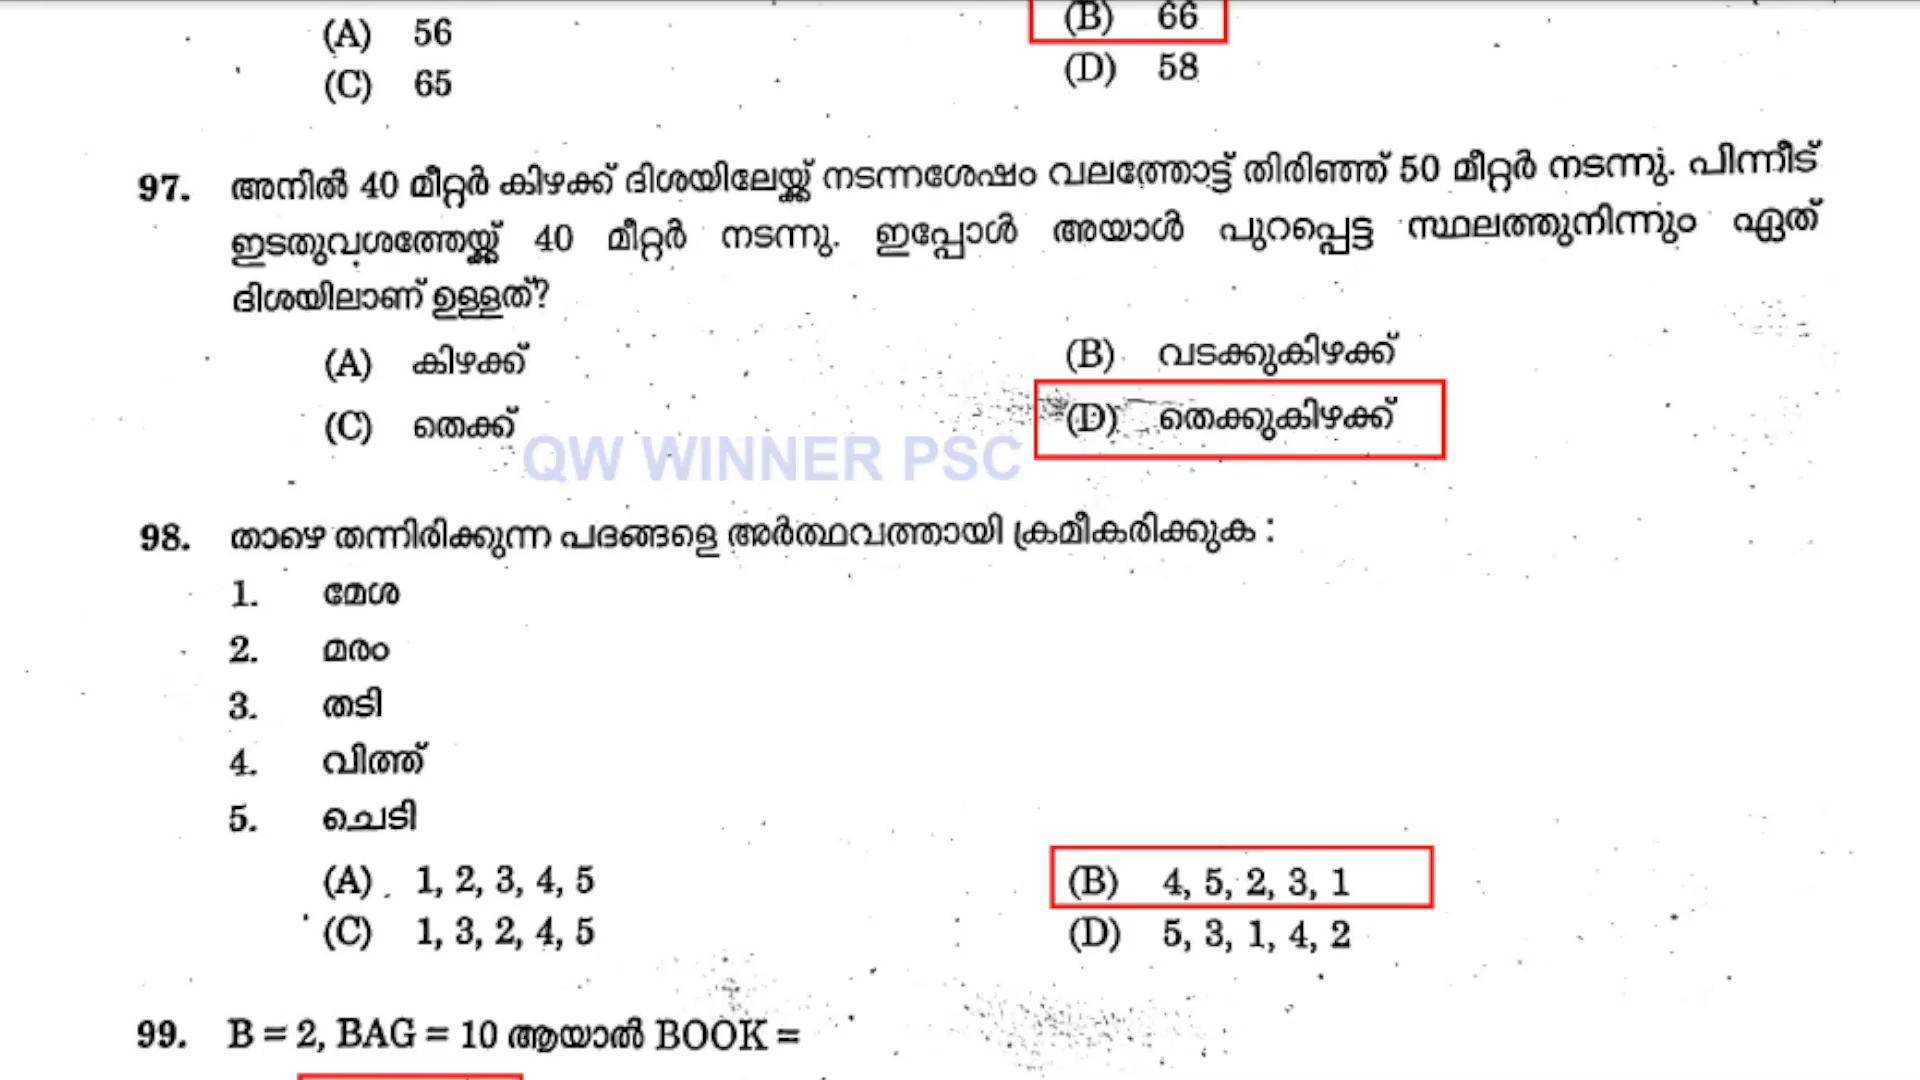 (A) 56 (B) 66
(C) 65 (D) 58
97. അനിൽ 40 മീറ്റർ കിഴക്ക് ദിശയിലേയ്ക്ക് നടന്നശേഷം വലത്തോട്ട് തിരിഞ്ഞ് 50 മീറ്റർ നടന്നു. പിന്നീട്
ഇടതുവശത്തേയ്ക്ക് 40 മീറ്റർ നടന്നു. ഇപ്പോൾ അയാൾ പുറപ്പെട്ട സ്ഥലത്തുനിന്നും ഏത്
ദിശയിലാണ് ഉള്ളത്?
(A) കിഴക്ക് (B) വടക്കുകിഴക്ക്
(C) തെക്ക് (D) തെക്കുകിഴക്ക്
QW WINNER PSC
98. താഴെ തന്നിരിക്കുന്ന പദങ്ങളെ അർത്ഥവത്തായി ക്രമീകരിക്കുക :
1. മേശ
2. മരം
3. തടി
4. വിത്ത്
5. ചെടി
(A) 1, 2, 3, 4, 5 (B) 4, 5, 2, 3, 1
(C) 1, 3, 2, 4, 5 (D) 5, 3, 1, 4, 2
99. B = 2, BAG = 10 ആയാൽ BOOK =